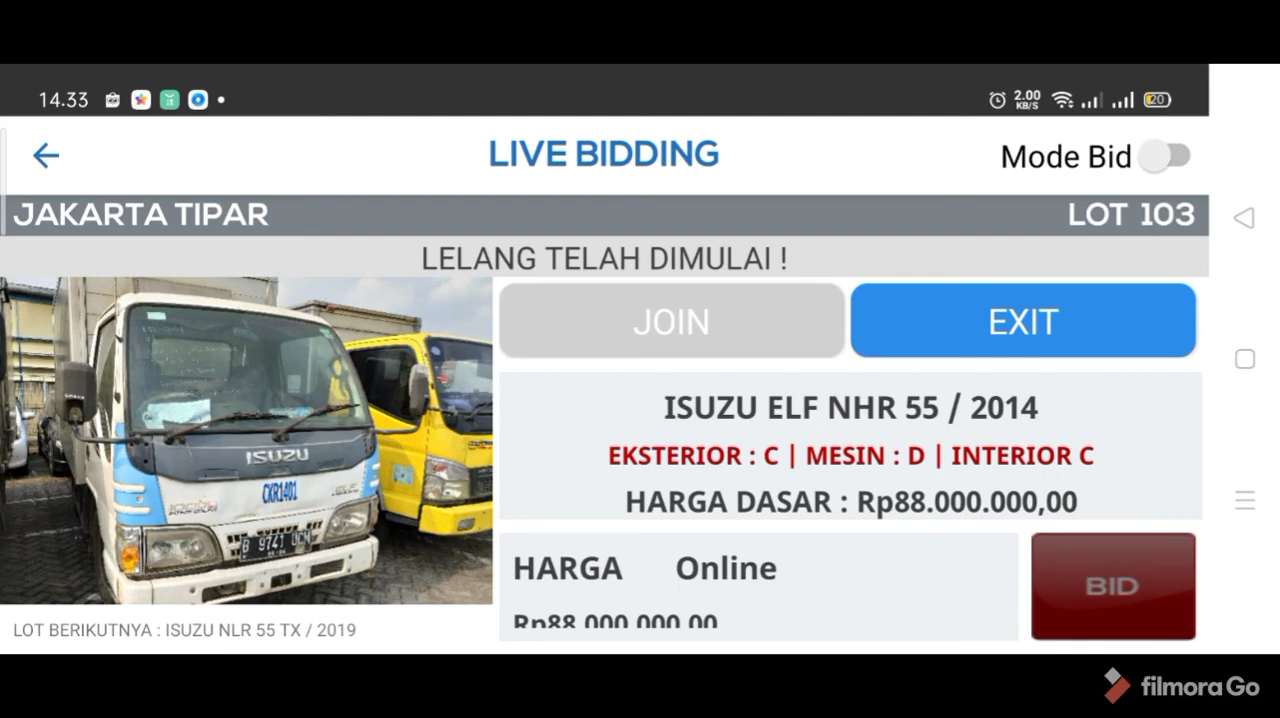 14.33
2.00
KB/S
20
LIVE BIDDING
Mode Bid
JAKARTA TIPAR
LOT 103
LELANG TELAH DIMULAI !
JOIN
EXIT
ISUZU
CKR1401
B 9741 UCM
ISUZU ELF NHR 55 / 2014
EKSTERIOR : C | MESIN : D | INTERIOR C
HARGA DASAR : Rp88.000.000,00
HARGA
Online
Rp88.000.000,00
BID
LOT BERIKUTNYA : ISUZU NLR 55 TX / 2019
filmoraGo